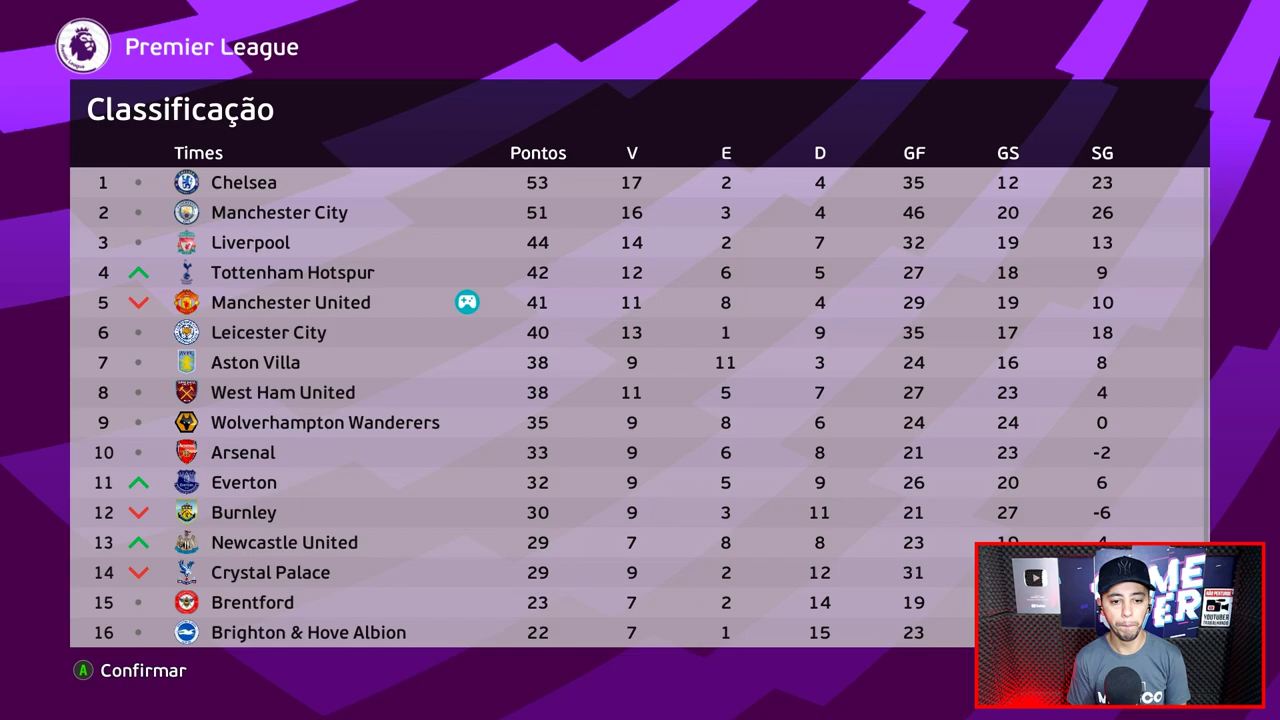 Premier League
Classificação
Times Pontos V E D GF GS SG
1 Chelsea 53 17 2 4 35 12 23
2 Manchester City 51 16 3 4 46 20 26
3 Liverpool 44 14 2 7 32 19 13
4 Tottenham Hotspur 42 12 6 5 27 18 9
5 Manchester United 41 11 8 4 29 19 10
6 Leicester City 40 13 1 9 35 17 18
7 Aston Villa 38 9 11 3 24 16 8
8 West Ham United 38 11 5 7 27 23 4
9 Wolverhampton Wanderers 35 9 8 6 24 24 0
10 Arsenal 33 9 6 8 21 23 -2
11 Everton 32 9 5 9 26 20 6
12 Burnley 30 9 3 11 21 27 -6
13 Newcastle United 29 7 8 8 23 19 4
14 Crystal Palace 29 9 2 12 31
15 Brentford 23 7 2 14 19
16 Brighton & Hove Albion 22 7 1 15 23
A Confirmar
NÃO PERTURBE
YOUTUBER
TRABALHANDO